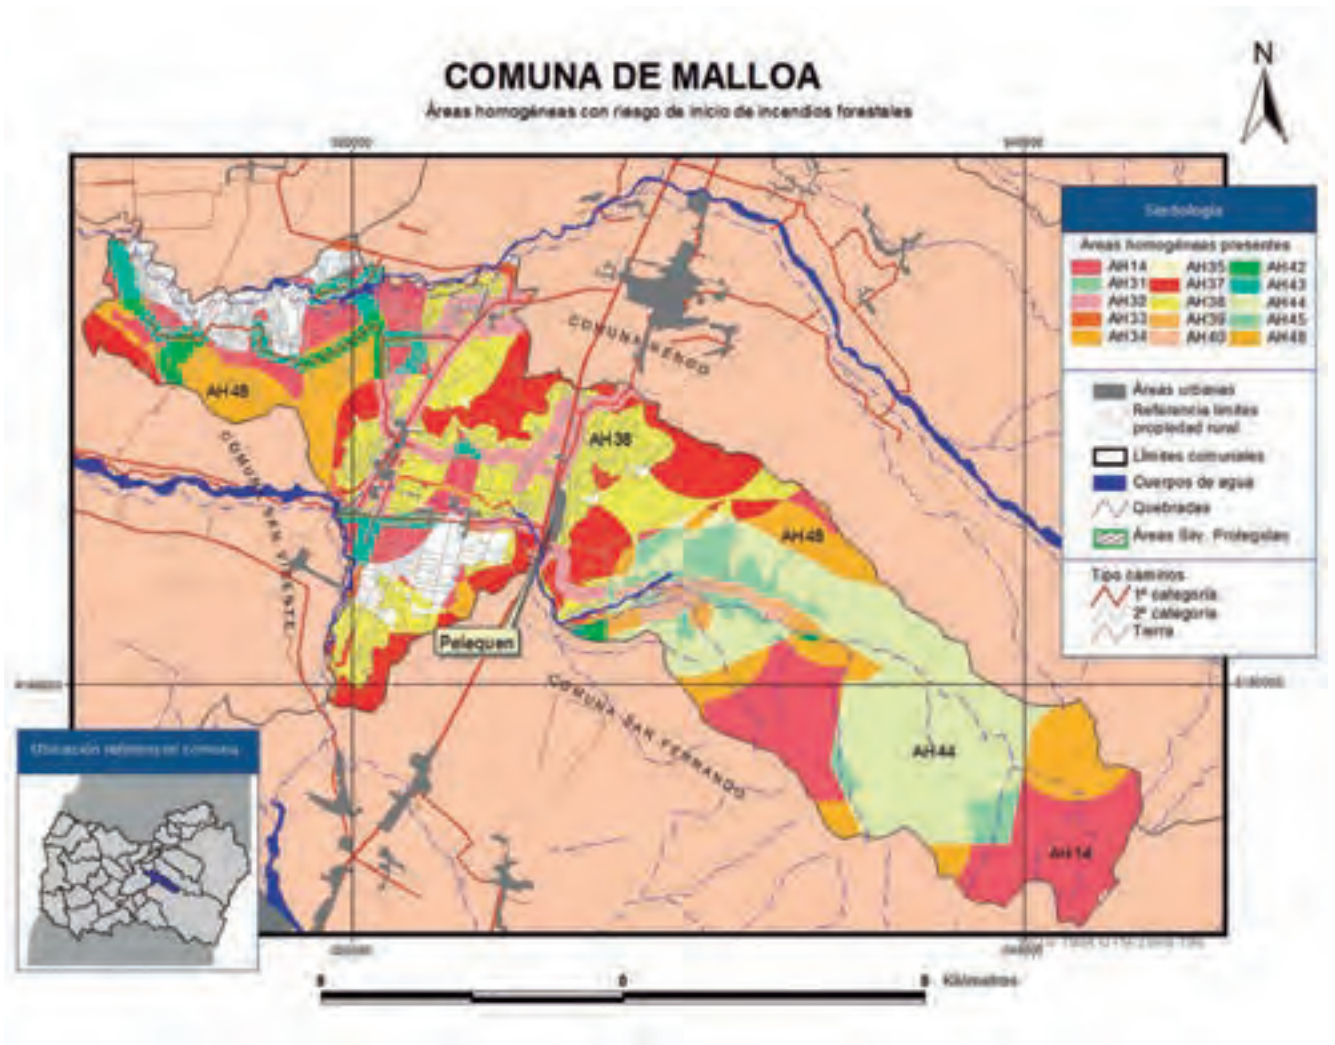 N
COMUNA DE MALLOA
Áreas homogéneas con riesgo de inicio de incendios forestales
Simbología
Áreas homogéneas presentes
AH14 AH35 AH42
AH31 AH37 AH43
AH32 AH38 AH44
AH33 AH39 AH45
AH34 AH40 AH48
Áreas urbanas
Referencia límites
propiedad rural
Límites comunales
Cuerpos de agua
Quebradas
Áreas Silv. Protegidas
Tipo caminos
1ª categoría
2ª categoría
Tierra
COMUNA RENGO
AH48
AH38
COMUNA SAN VICENTE
AH48
Pelequen
COMUNA SAN FERNANDO
AH44
AH14
Kilómetros